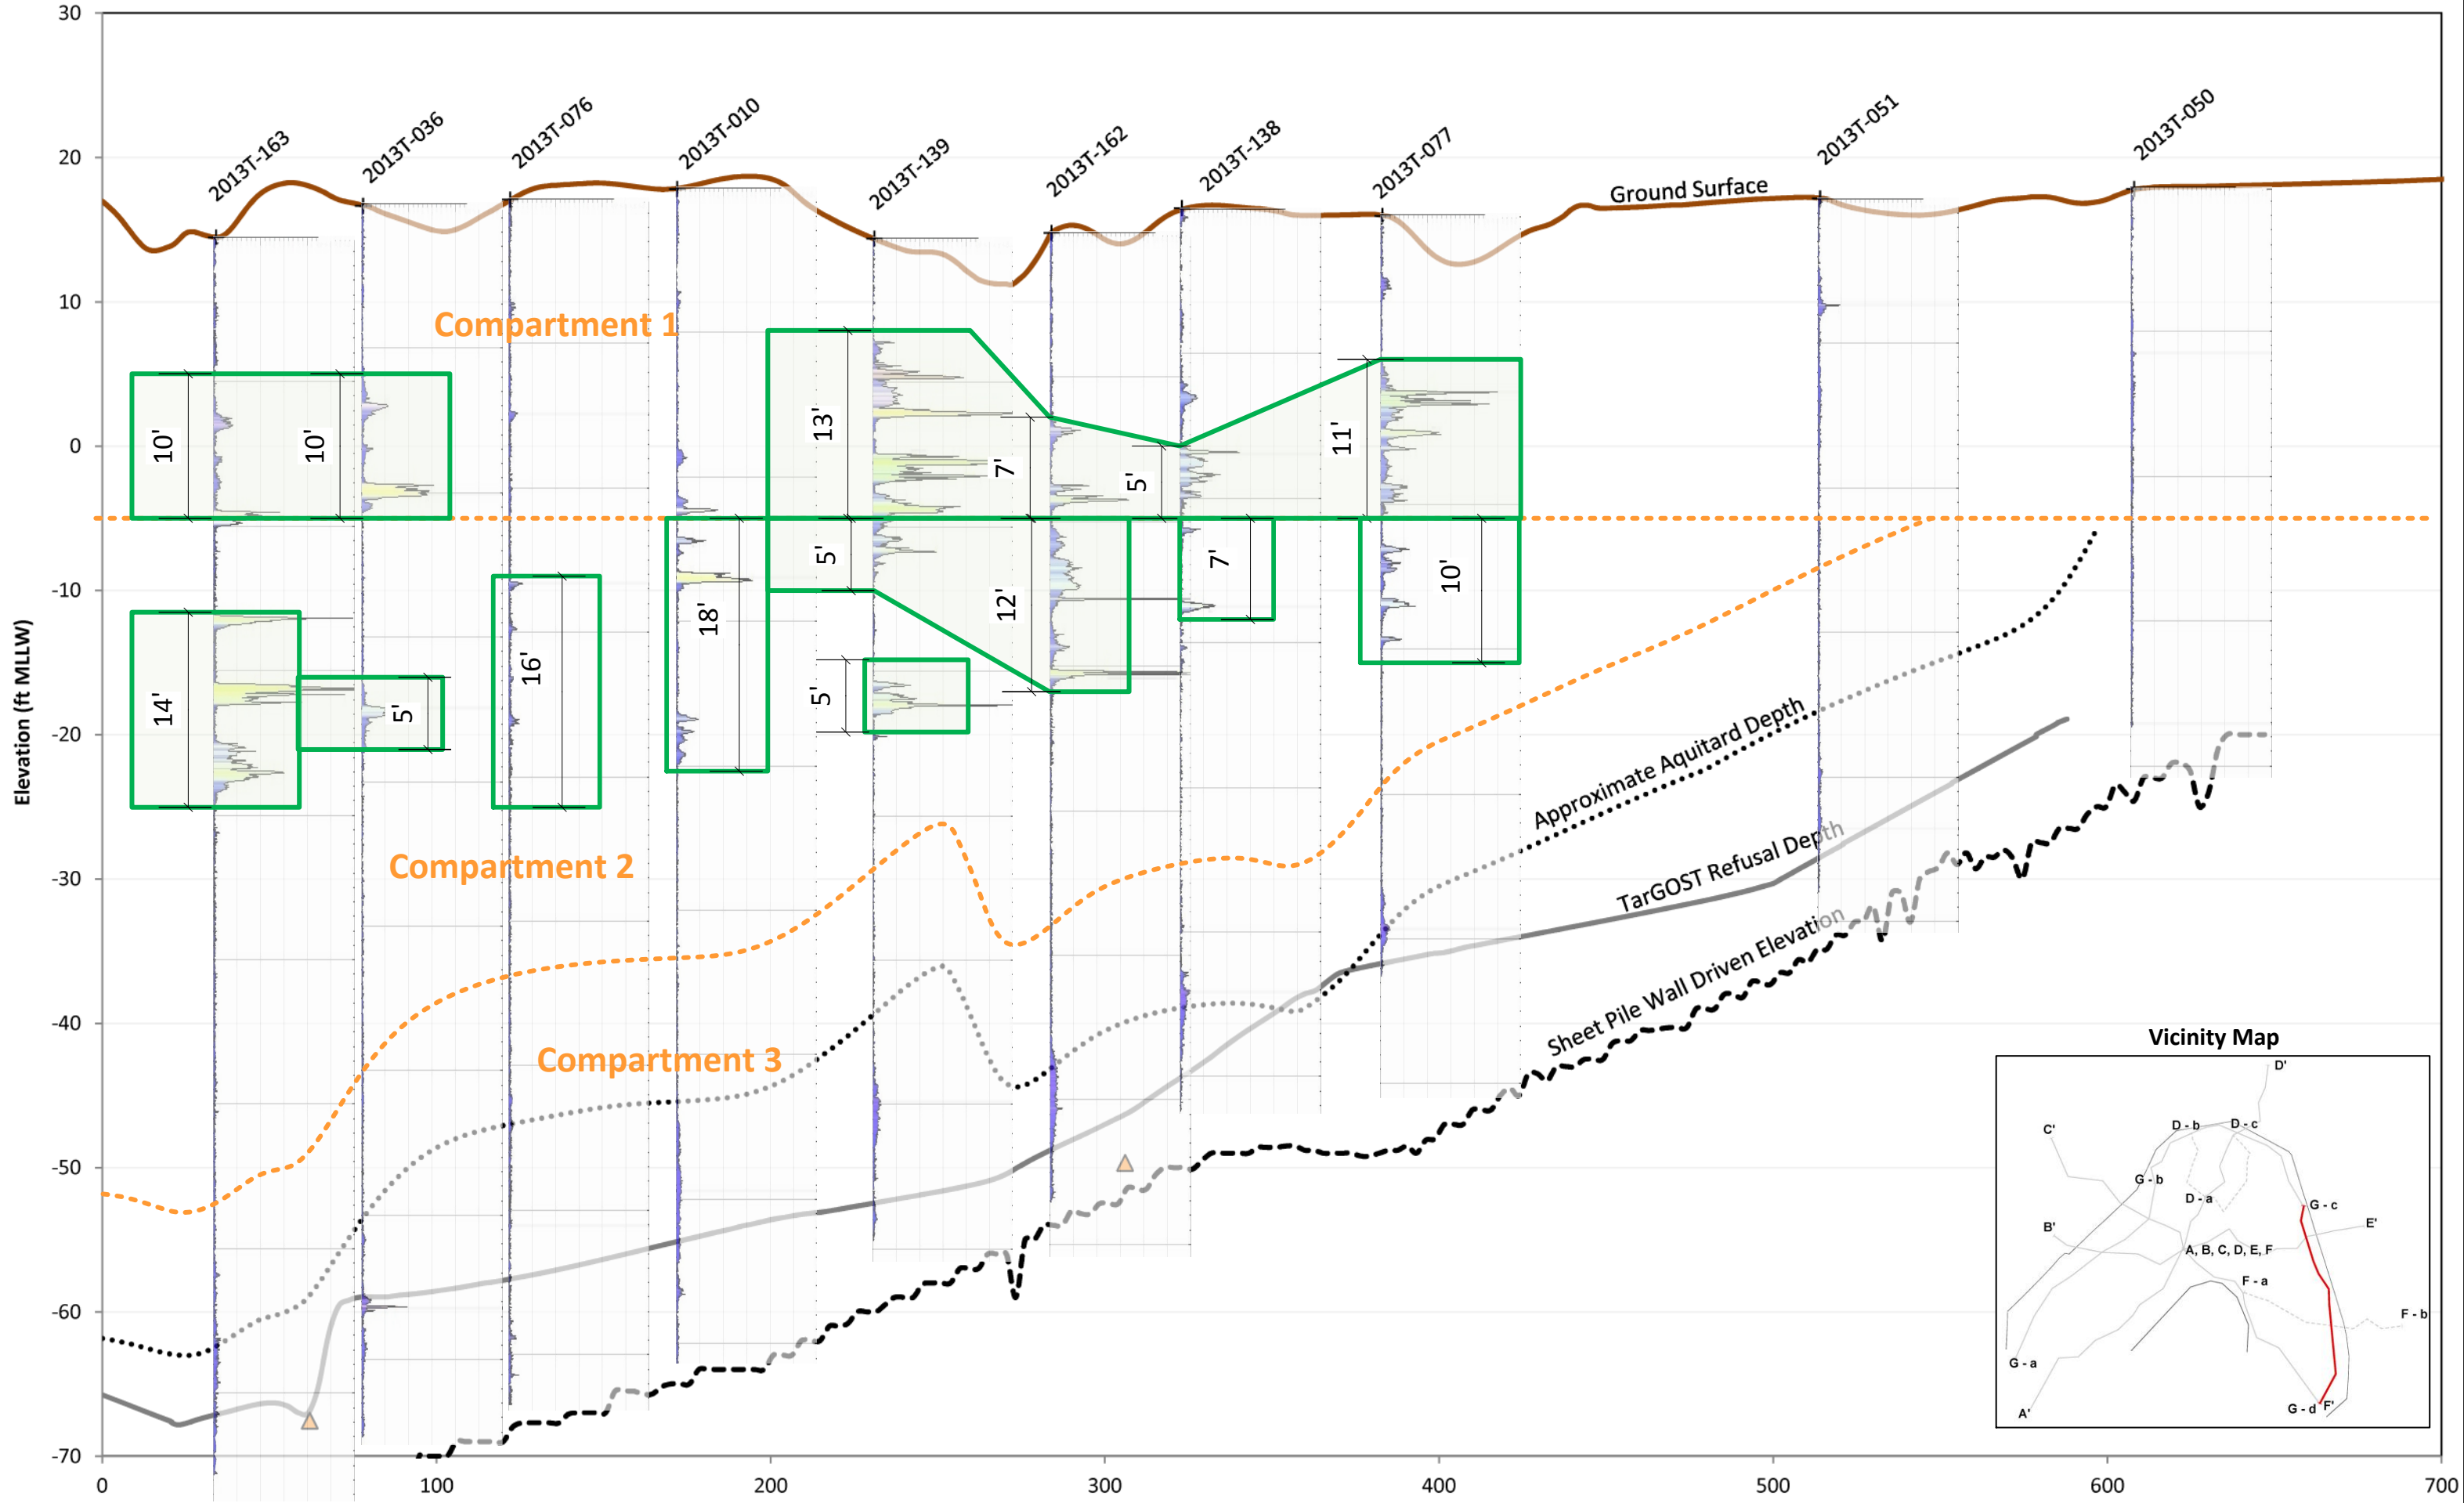 30
20
10
0
-10
-20
-30
-40
-50
-60
-70
Elevation (ft MLLW)
0
100
200
300
400
500
600
700
2013T-163
2013T-036
2013T-076
2013T-010
2013T-139
2013T-162
2013T-138
2013T-077
2013T-051
2013T-050
Ground Surface
Compartment 1
10'
10'
13'
7'
5'
11'
14'
5'
16'
18'
5'
5'
12'
7'
10'
Compartment 2
Compartment 3
Approximate Aquitard Depth
TarGOST Refusal Depth
Sheet Pile Wall Driven Elevation
Vicinity Map
D'
C'
D - b
D - c
G - b
D - a
G - c
B'
E'
A, B, C, D, E, F
F - a
F - b
G - a
A'
G - d
F'